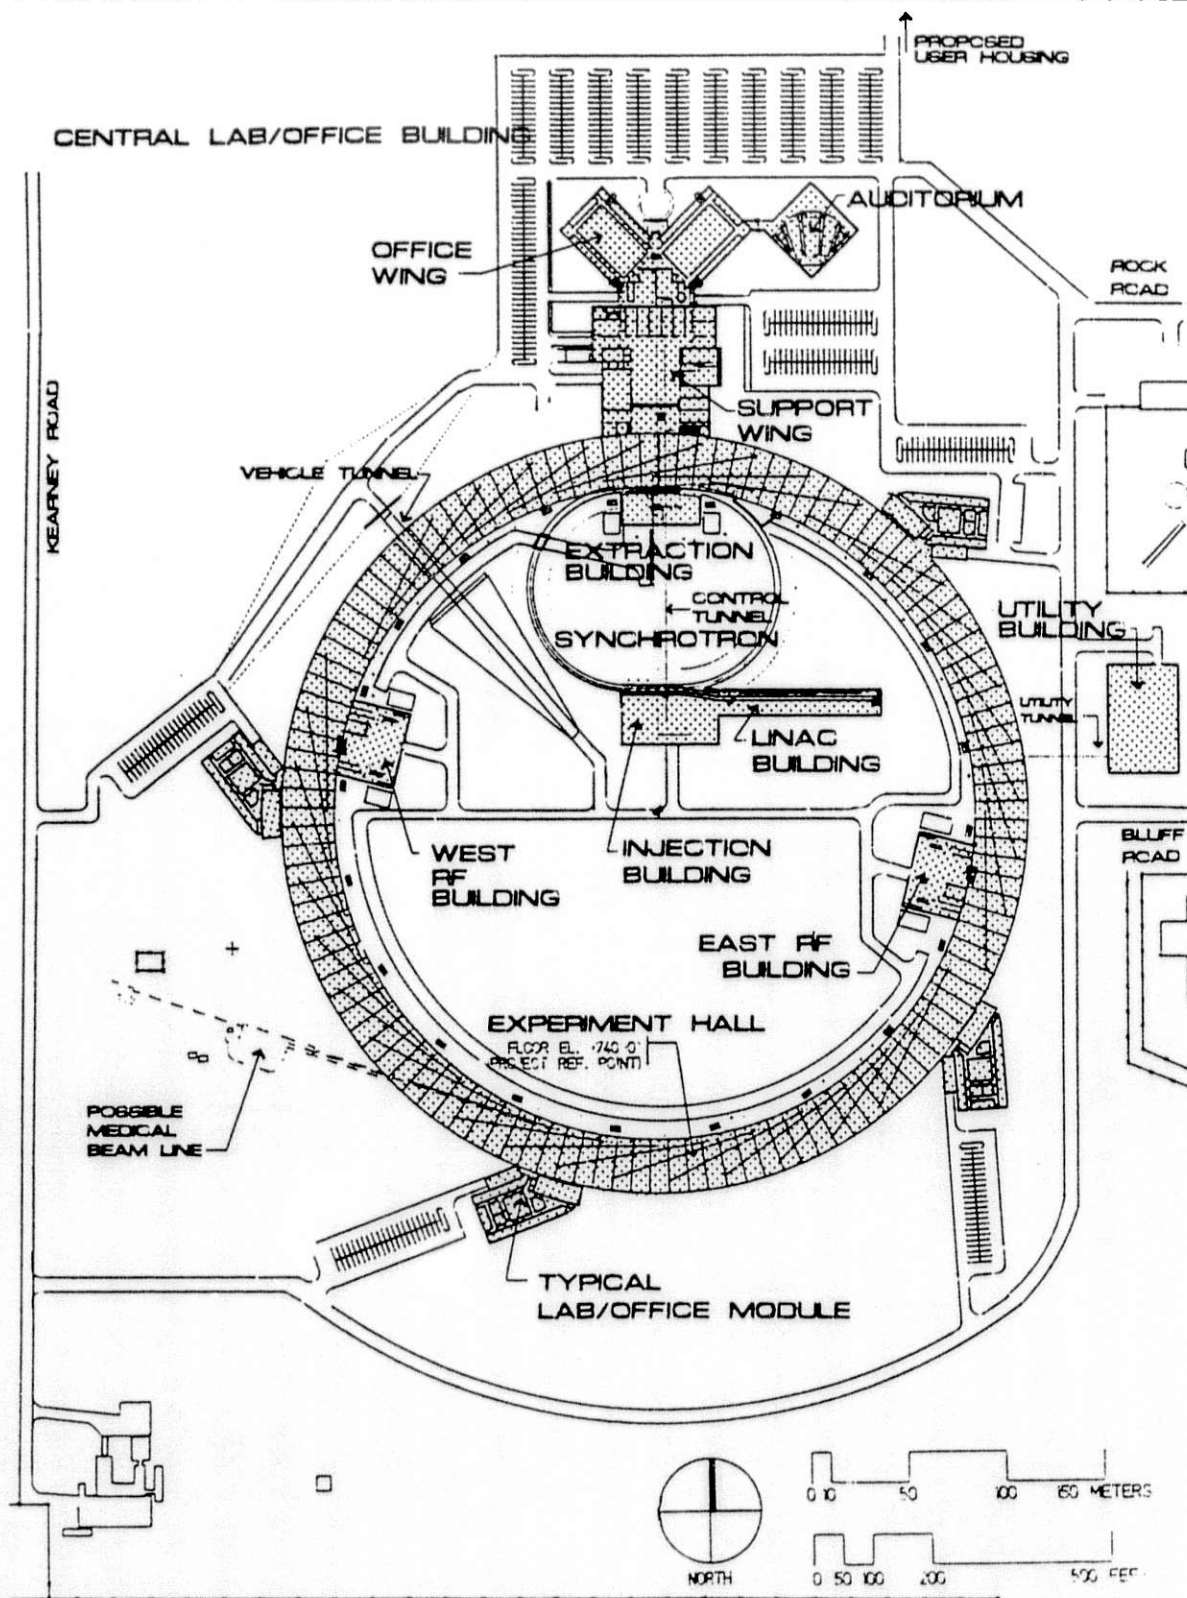 PROPOSED
USER HOUSING
CENTRAL LAB/OFFICE BUILDING
AUDITORIUM
OFFICE
WING
ROCK
ROAD
KEARNEY ROAD
SUPPORT
WING
VEHICLE TUNNEL
EXTRACTION
BUILDING
CONTROL
TUNNEL
SYNCHROTRON
UTILITY
BUILDING
UTILITY
TUNNEL
LINAC
BUILDING
WEST
RF
BUILDING
INJECTION
BUILDING
BLUFF
ROAD
EAST RF
BUILDING
EXPERIMENT HALL
FLOOR EL.
PROJECT REF. POINT
POSSIBLE
MEDICAL
BEAM LINE
TYPICAL
LAB/OFFICE MODULE
0 10 50 100 150 METERS
NORTH
0 50 100 200 500